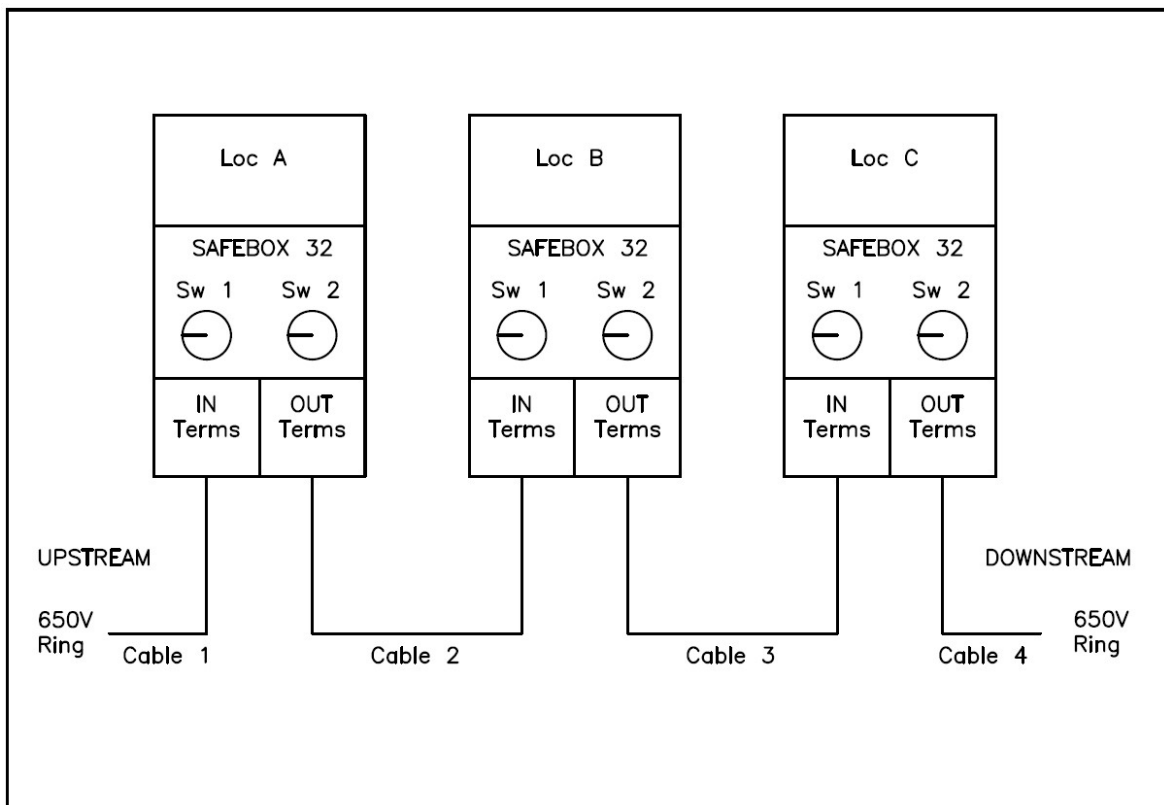 Loc A
SAFEBOX 32
Sw 1
Sw 2
IN
Terms
OUT
Terms
Loc B
SAFEBOX 32
Sw 1
Sw 2
IN
Terms
OUT
Terms
Loc C
SAFEBOX 32
Sw 1
Sw 2
IN
Terms
OUT
Terms
UPSTREAM
650V
Ring
Cable 1
Cable 2
Cable 3
Cable 4
DOWNSTREAM
650V
Ring